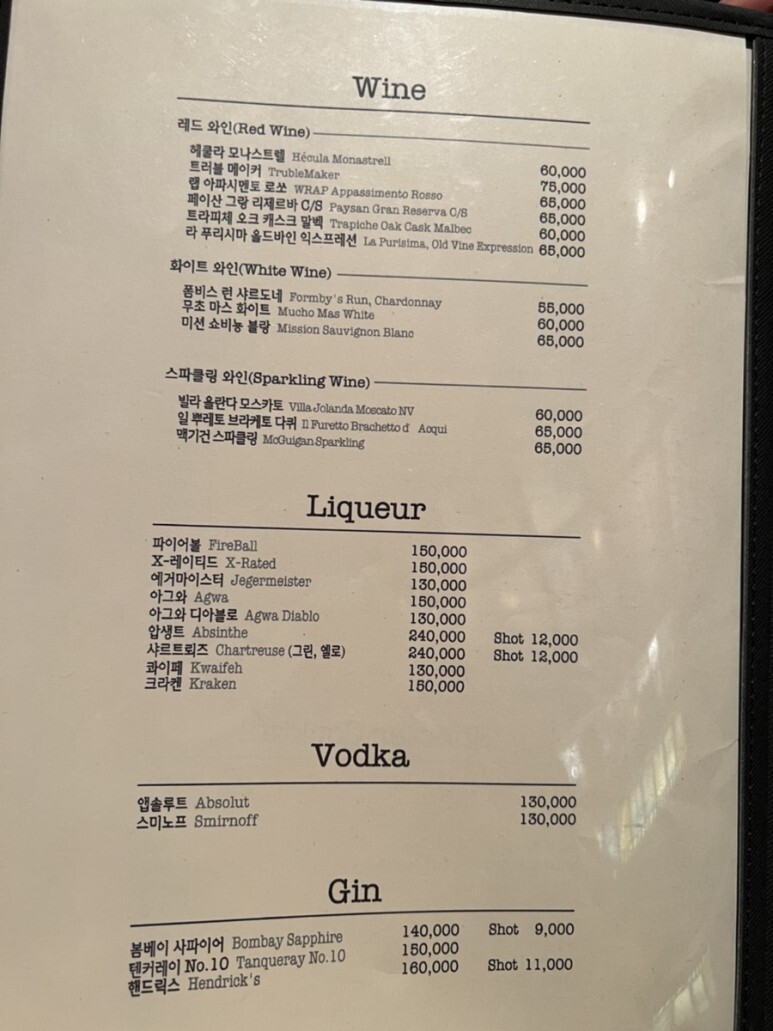 Wine
레드 와인(Red Wine)
헤쿨라 모나스트렐 Hécula Monastrell 60,000
트러블 메이커 TrubleMaker 75,000
랩 아파시멘토 로쏘 WRAP Appassimento Rosso 65,000
페이산 그랑 리제르바 C/S Paysan Gran Reserva C/S 65,000
트라피체 오크 캐스크 말벡 Trapiche Oak Cask Malbec 60,000
라 푸리시마 올드바인 익스프레션 La Purisima, Old Vine Expression 65,000
화이트 와인(White Wine)
폼비스 런 샤르도네 Formby's Run, Chardonnay 55,000
무초 마스 화이트 Mucho Mas White 60,000
미션 쇼비뇽 블랑 Mission Sauvignon Blanc 65,000
스파클링 와인(Sparkling Wine)
빌라 욜란다 모스카토 Villa Jolanda Moscato NV 60,000
일 뿌레토 브라케토 다퀴 Il Furetto Brachetto d' Acqui 65,000
맥기건 스파클링 McGuigan Sparkling 65,000
Liqueur
파이어볼 FireBall 150,000
X-레이티드 X-Rated 150,000
예거마이스터 Jegermeister 130,000
아그와 Agwa 150,000
아그와 디아블로 Agwa Diablo 130,000
압생트 Absinthe 240,000 Shot 12,000
샤르트뢰즈 Chartreuse (그린, 옐로) 240,000 Shot 12,000
콰이페 Kwaifeh 130,000
크라켄 Kraken 150,000
Vodka
앱솔루트 Absolut 130,000
스미노프 Smirnoff 130,000
Gin
봄베이 사파이어 Bombay Sapphire 140,000 Shot 9,000
텐커레이 No.10 Tanqueray No.10 150,000
핸드릭스 Hendrick's 160,000 Shot 11,000